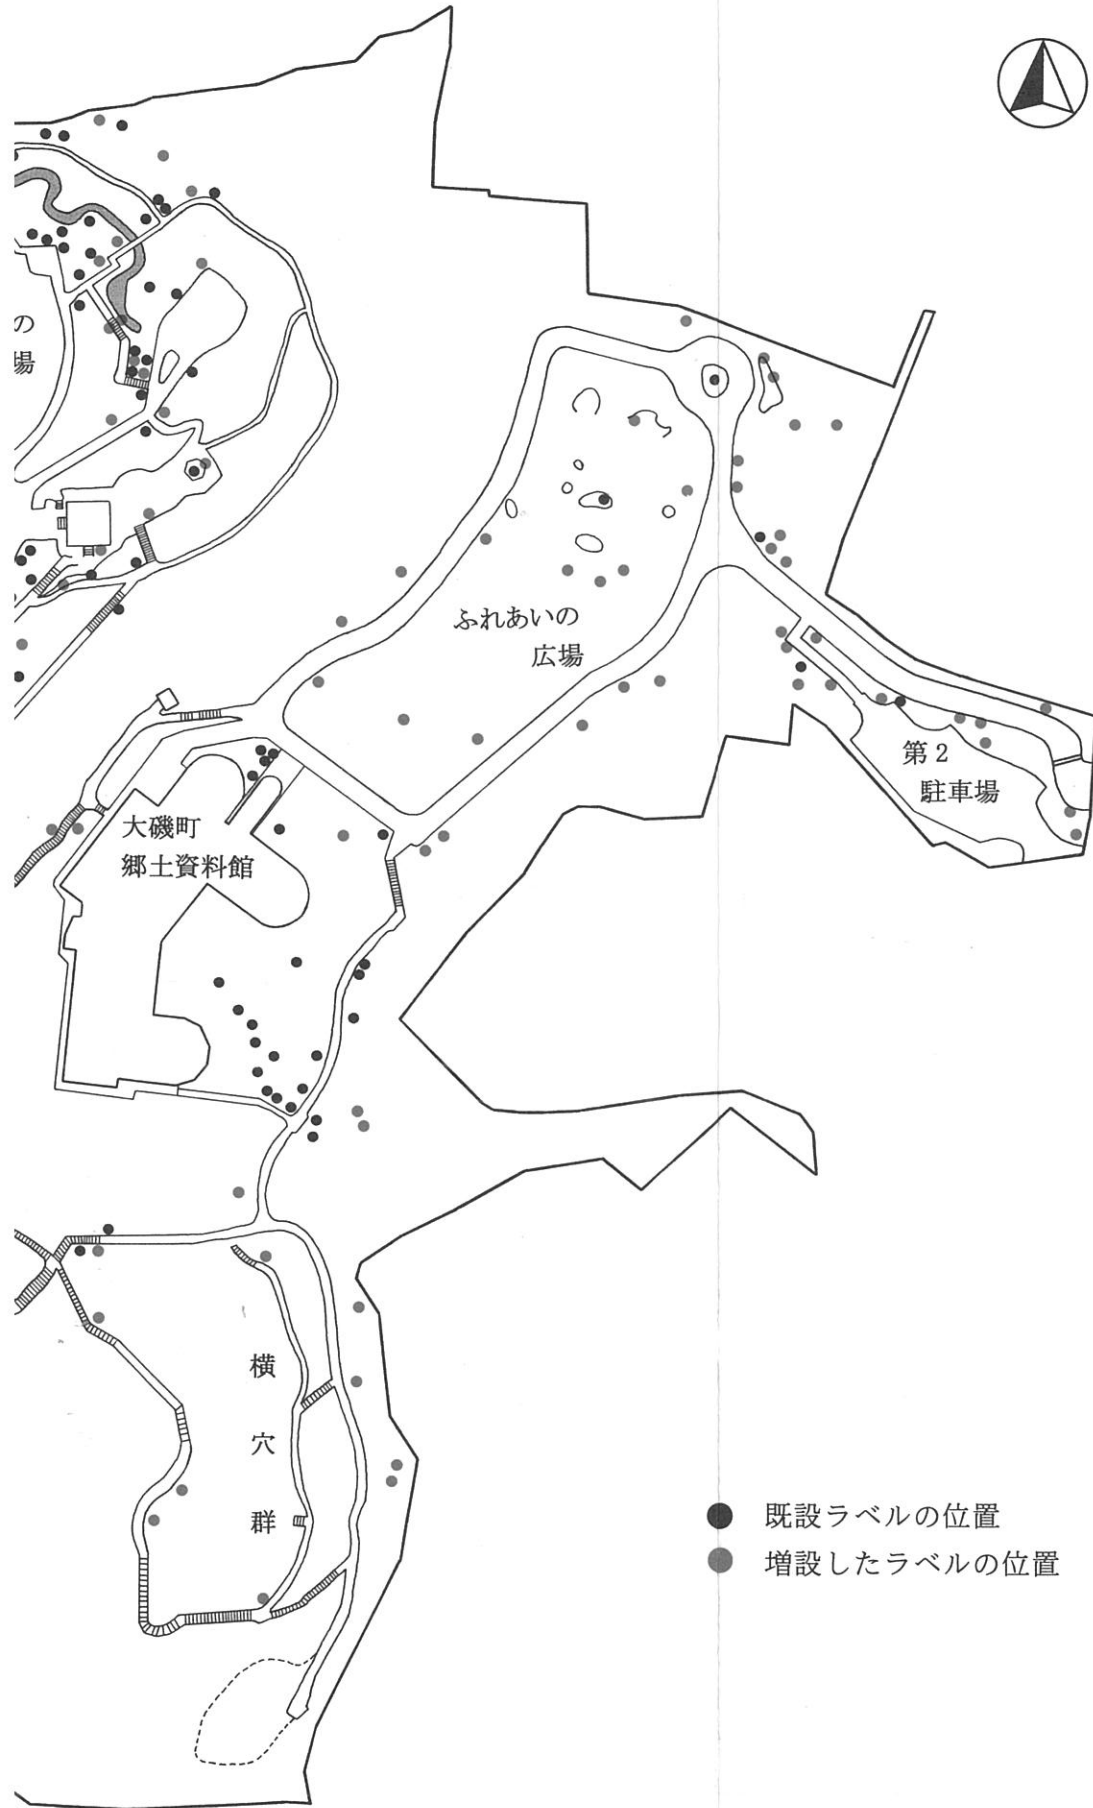 の
場
ふれあいの
広場
第2
駐車場
大磯町
郷土資料館
横
穴
群
既設ラベルの位置
増設したラベルの位置